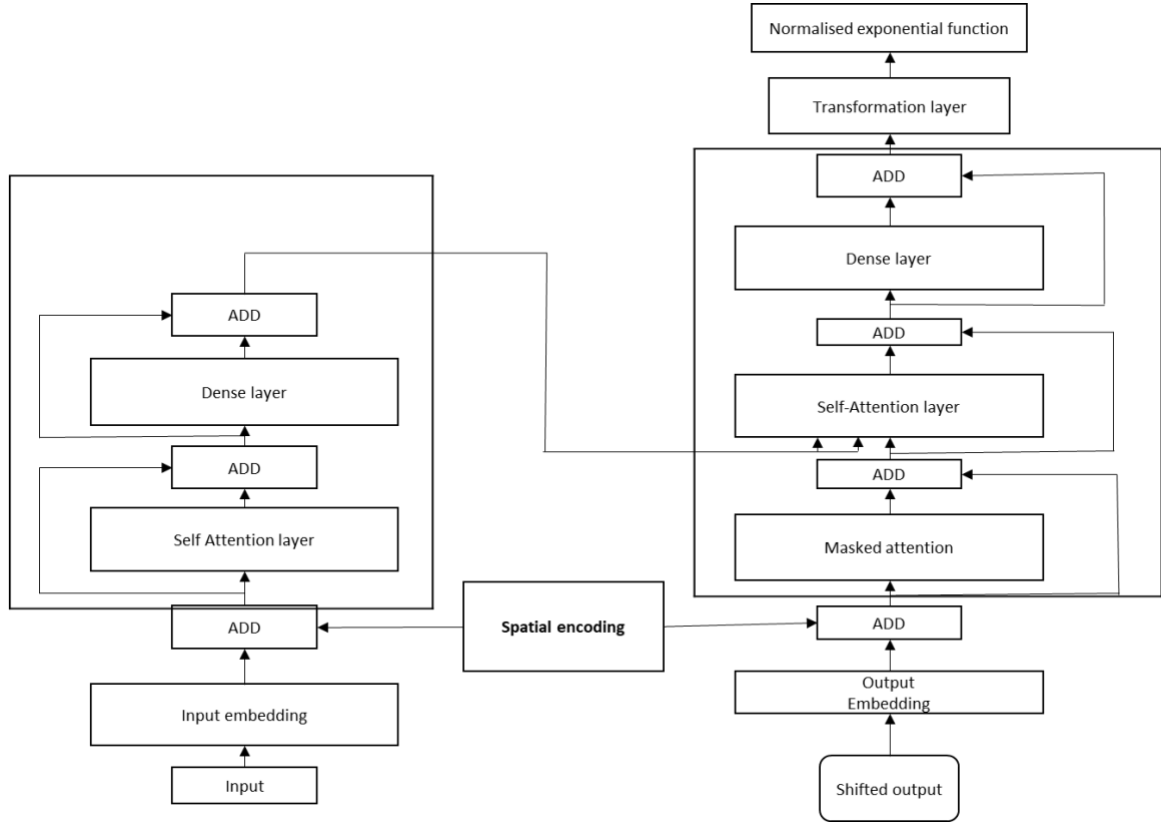 Normalised exponential function
Transformation layer
ADD
Dense layer
ADD
Self-Attention layer
ADD
Masked attention
ADD
Output
Embedding
Shifted output
ADD
Dense layer
ADD
Self Attention layer
ADD
Spatial encoding
Input embedding
Input